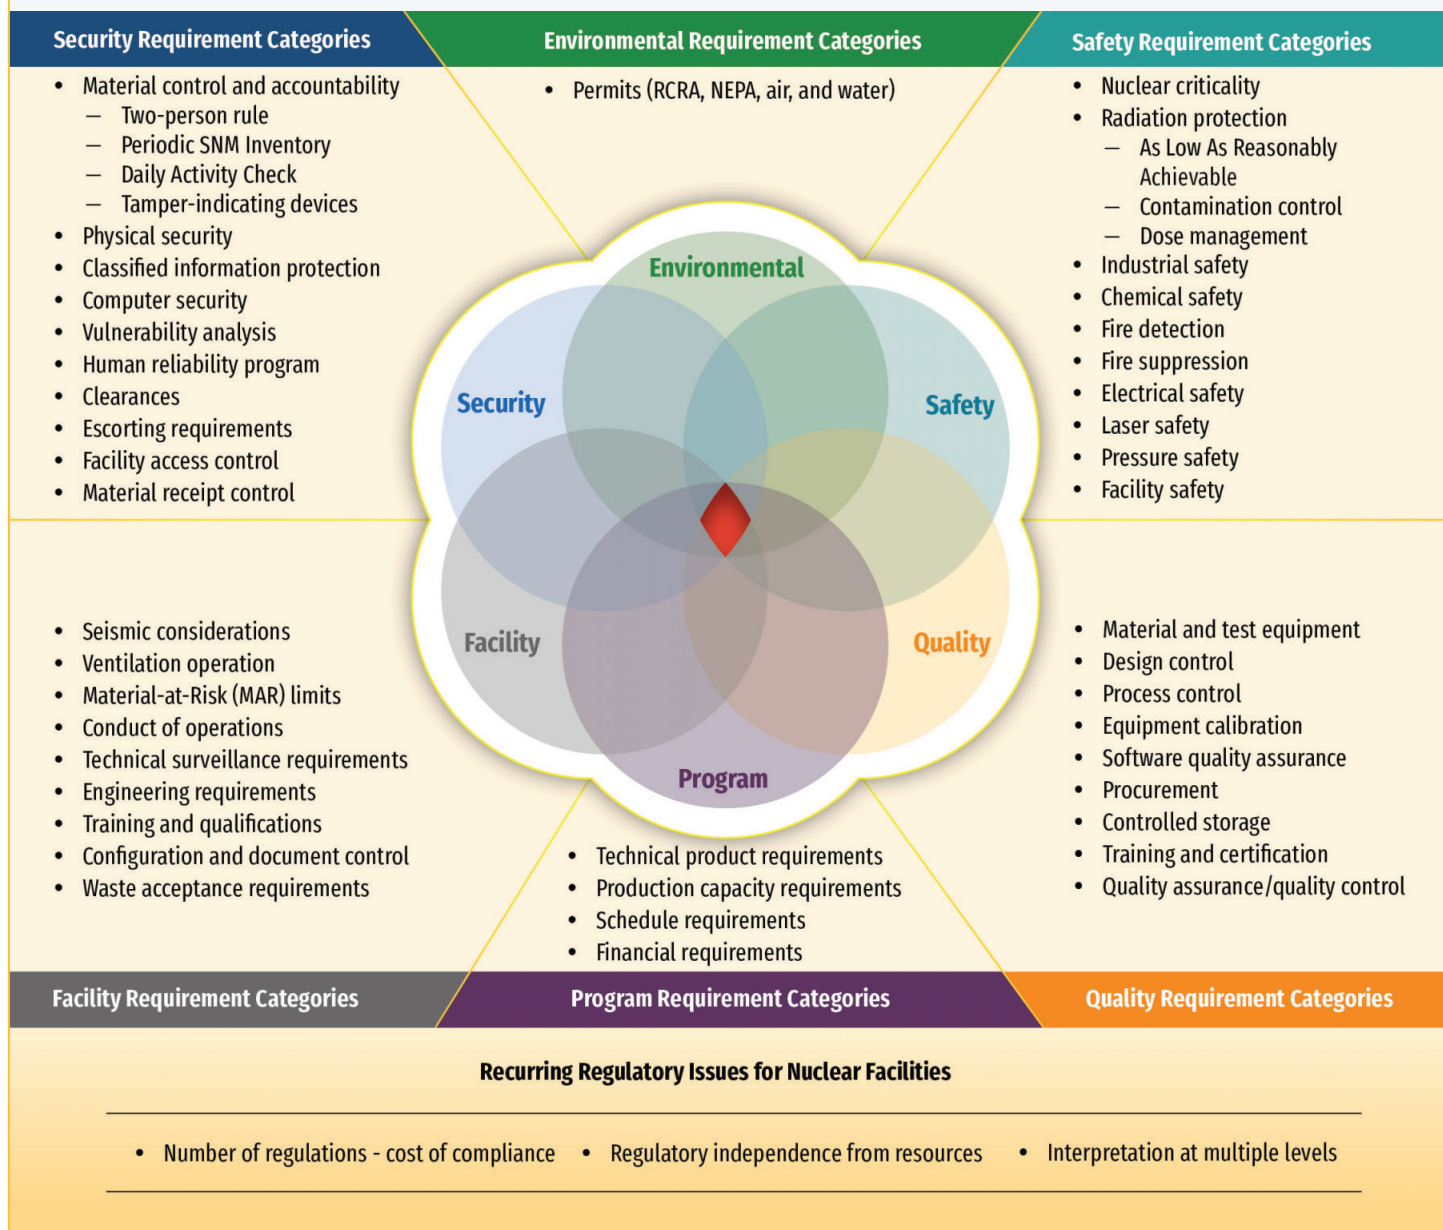 Security Requirement Categories
• Material control and accountability
– Two-person rule
– Periodic SNM Inventory
– Daily Activity Check
– Tamper-indicating devices
• Physical security
• Classified information protection
• Computer security
• Vulnerability analysis
• Human reliability program
• Clearances
• Escorting requirements
• Facility access control
• Material receipt control
Environmental Requirement Categories
• Permits (RCRA, NEPA, air, and water)
Safety Requirement Categories
• Nuclear criticality
• Radiation protection
– As Low As Reasonably
Achievable
– Contamination control
– Dose management
• Industrial safety
• Chemical safety
• Fire detection
• Fire suppression
• Electrical safety
• Laser safety
• Pressure safety
• Facility safety
Environmental
Security
Safety
Facility
Quality
Program
• Seismic considerations
• Ventilation operation
• Material-at-Risk (MAR) limits
• Conduct of operations
• Technical surveillance requirements
• Engineering requirements
• Training and qualifications
• Configuration and document control
• Waste acceptance requirements
Facility Requirement Categories
• Technical product requirements
• Production capacity requirements
• Schedule requirements
• Financial requirements
Program Requirement Categories
• Material and test equipment
• Design control
• Process control
• Equipment calibration
• Software quality assurance
• Procurement
• Controlled storage
• Training and certification
• Quality assurance/quality control
Quality Requirement Categories
Recurring Regulatory Issues for Nuclear Facilities
• Number of regulations - cost of compliance • Regulatory independence from resources • Interpretation at multiple levels